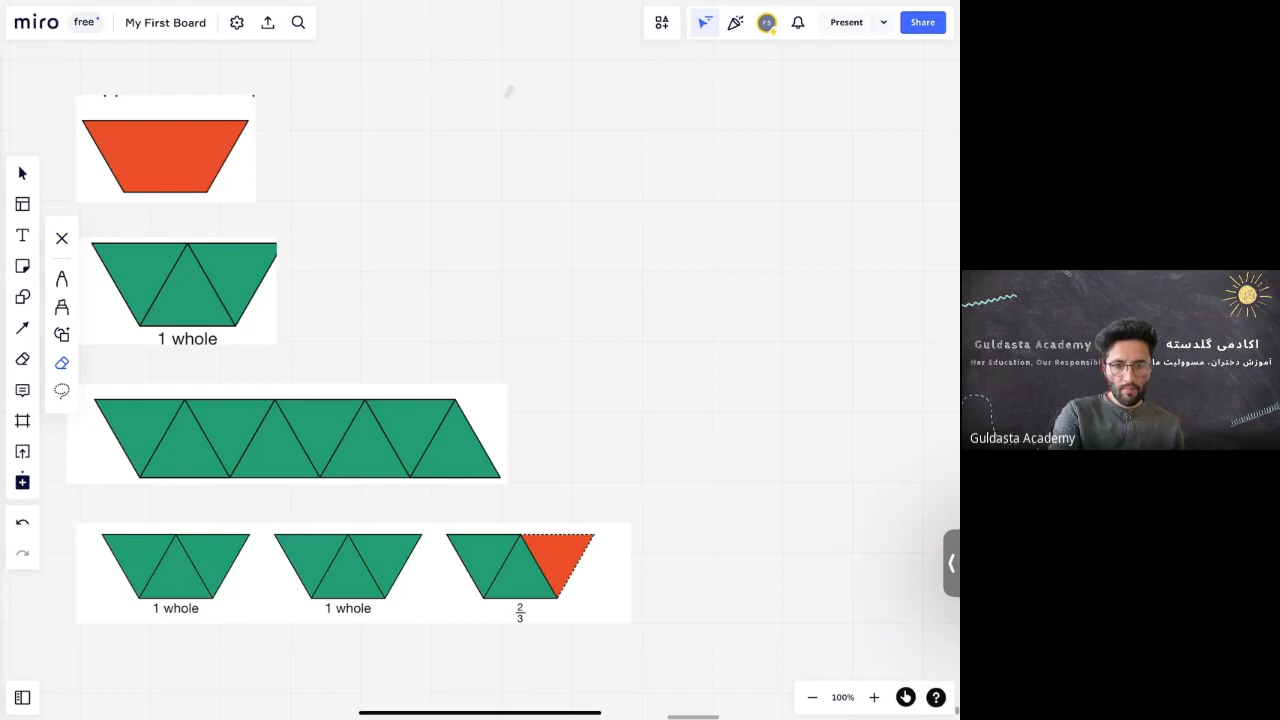 miro free My First Board
Present Share
FS
1 whole
1 whole 1 whole 2/3
Guldasta Academy اکادمی گلدسته
Her Education, Our Responsibi آموزش دختران، مسوولیت ما
Guldasta Academy
100%